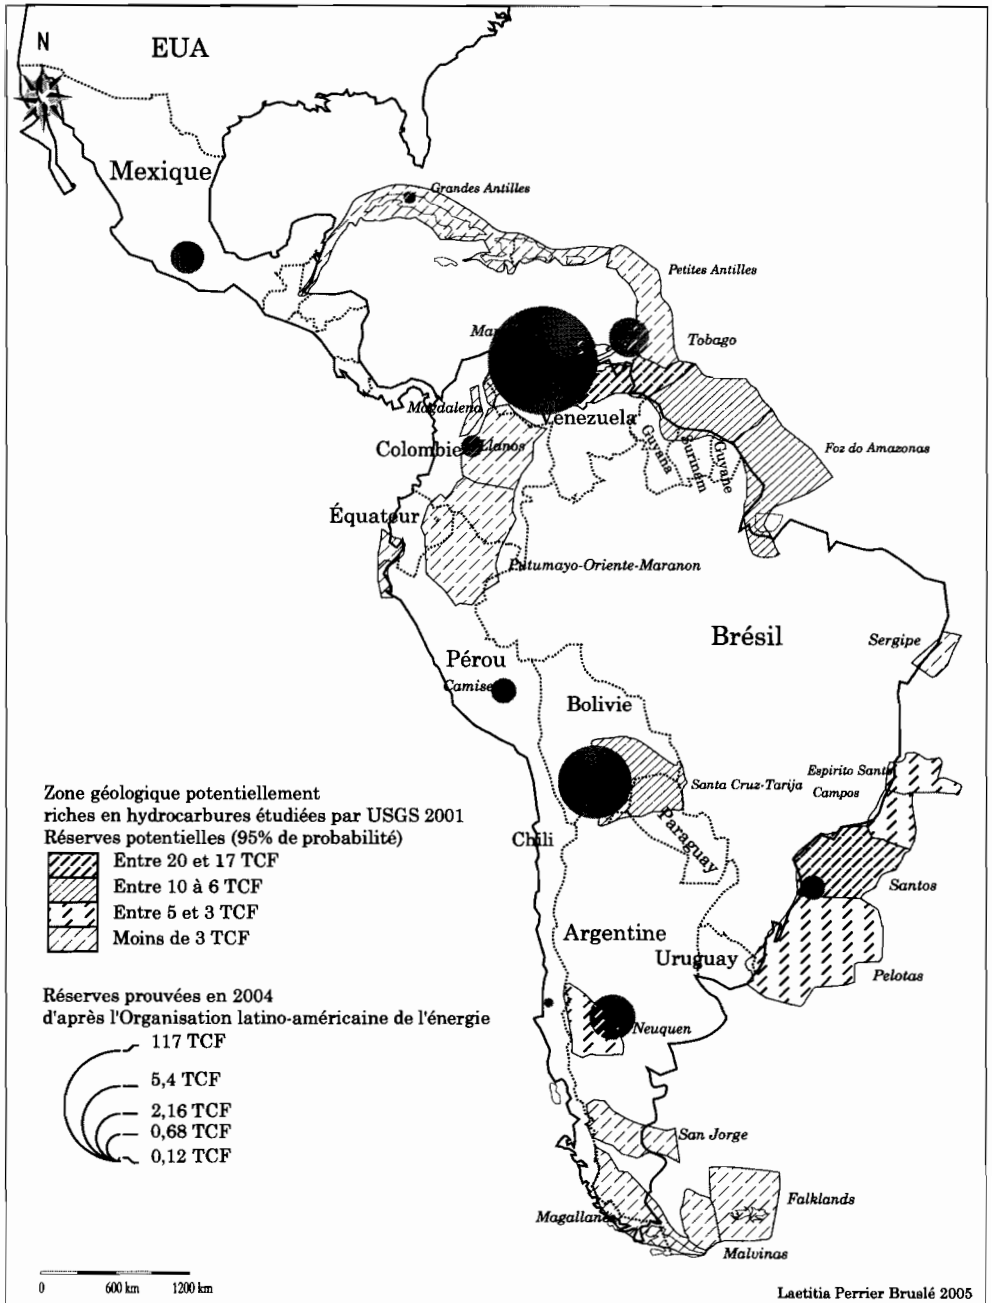 N
EUA
Mexique
Grandes Antilles
Petites Antilles
Tobago
Magdalena
Venezuela
Colombie
Llanos
Guyana
Surinam
Guyane
Foz do Amazonas
Équateur
Putumayo-Oriente-Maranon
Brésil
Sergipe
Pérou
Camisea
Bolivie
Santa Cruz-Tarija
Espirito Santo
Campos
Chili
Paraguay
Santos
Argentine
Uruguay
Pelotas
Neuquen
San Jorge
Falklands
Magallanes
Malvinas
Zone géologique potentiellement
riches en hydrocarbures étudiées par USGS 2001
Réserves potentielles (95% de probabilité)
Entre 20 et 17 TCF
Entre 10 à 6 TCF
Entre 5 et 3 TCF
Moins de 3 TCF
Réserves prouvées en 2004
d'après l'Organisation latino-américaine de l'énergie
117 TCF
5,4 TCF
2,16 TCF
0,68 TCF
0,12 TCF
0 600 km 1200 km
Laetitia Perrier Bruslé 2005